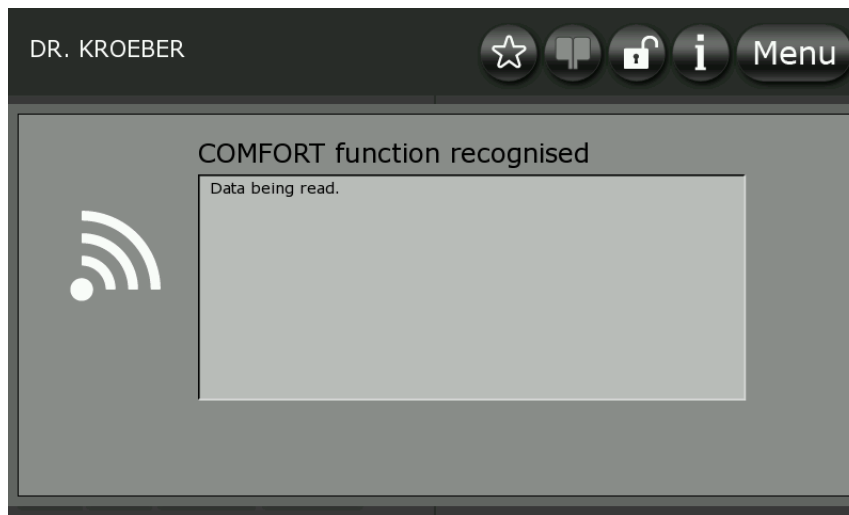 DR. KROEBER
i
Menu
COMFORT function recognised
Data being read.